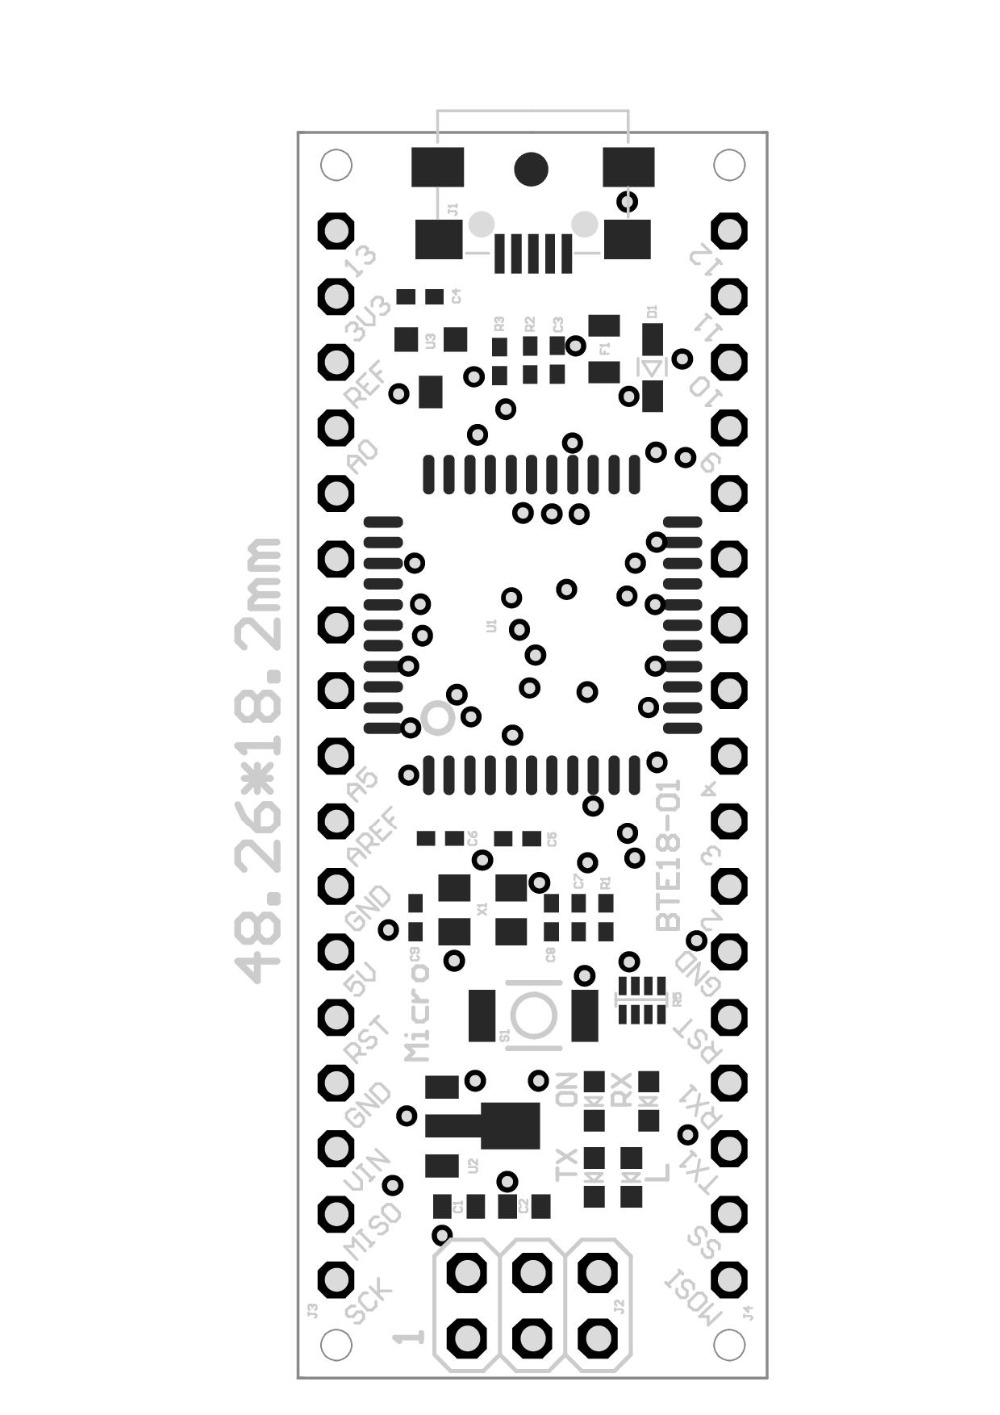 J1
13
12
C4
3V3
11
U3
R3
R2
C3
F1
D1
REF
10
A0
9
48.26*18.2mm
U1
A5
4
AREF
3
C6
C5
BTE18-01
X1
C7
R1
GND
2
C9
C8
5V
GND
Micro
S1
RST
RST
ON
RX
GND
RX1
VIN
U2
TX
L
TX1
C1
C2
MISO
SS
J3
SCK
J2
MOSI
J4
1